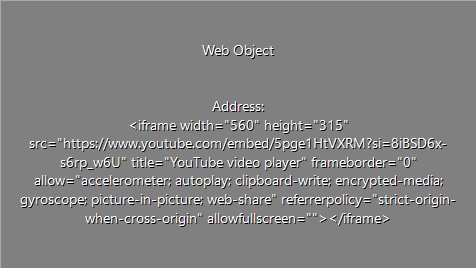 Web Object
Address:
<iframe width="560" height="315"
src="https://www.youtube.com/embed/5pge1HtVXRM?si=8iBSD6x-
s6rp_w6U" title="YouTube video player" frameborder="0"
allow="accelerometer; autoplay; clipboard-write; encrypted-media;
gyroscope; picture-in-picture; web-share" referrerpolicy="strict-origin-
when-cross-origin" allowfullscreen=""></iframe>